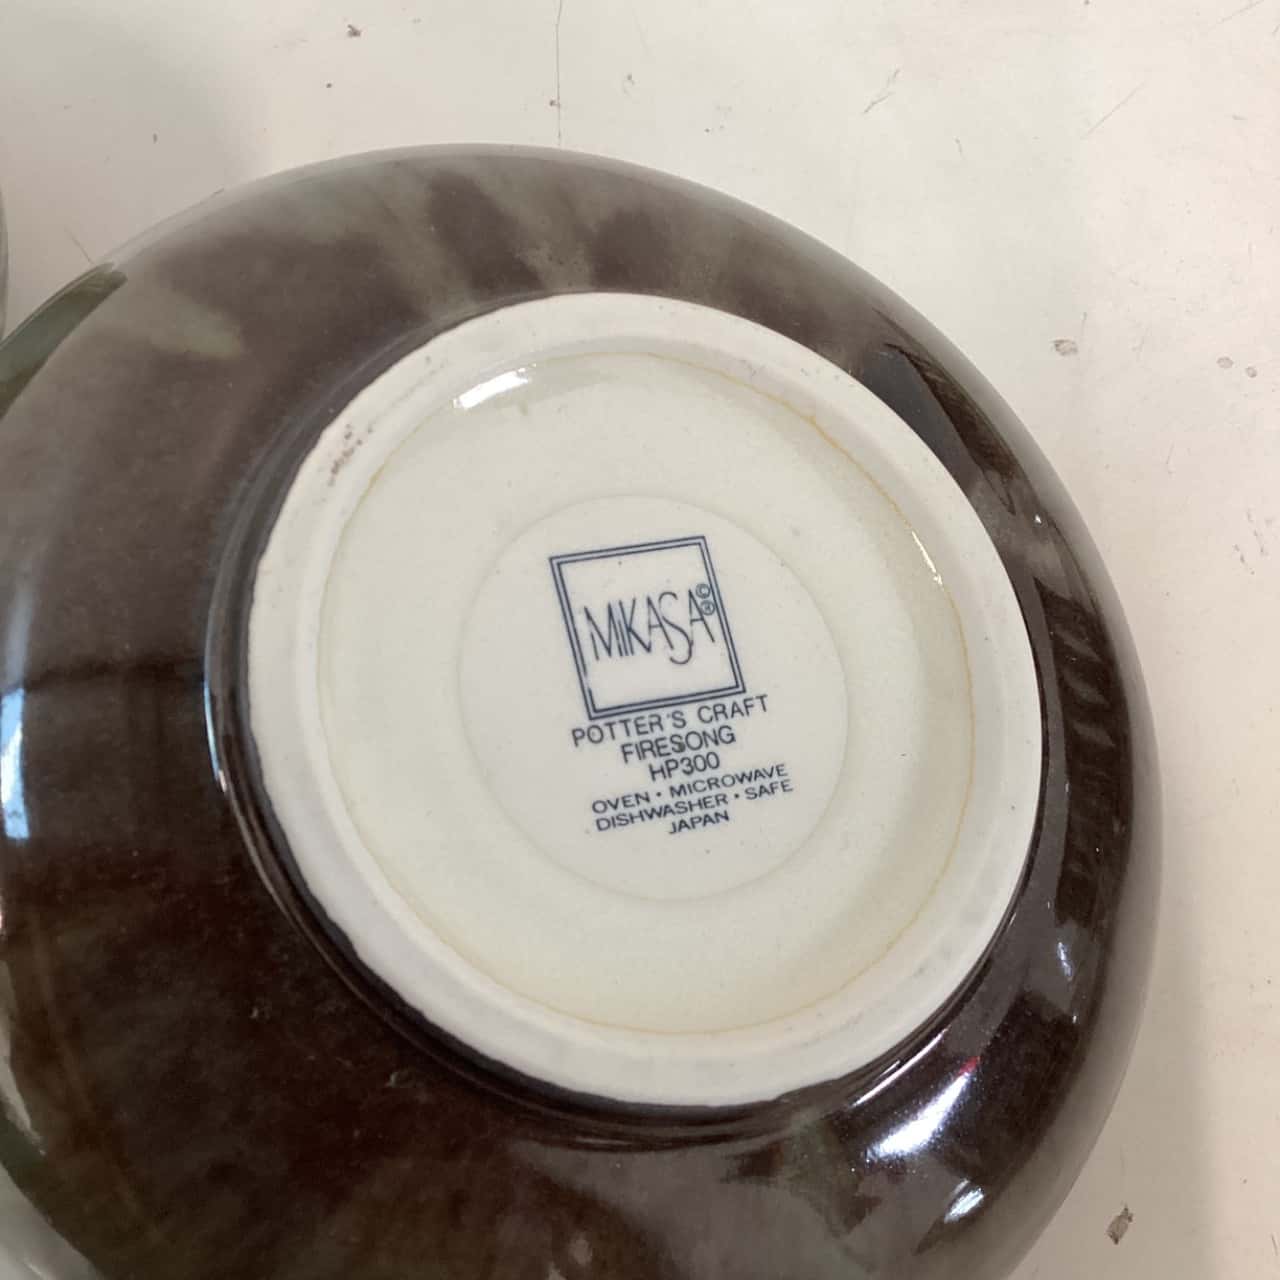 MIKASA ©
®
POTTER'S CRAFT
FIRESONG
HP300
OVEN · MICROWAVE
DISHWASHER · SAFE
JAPAN